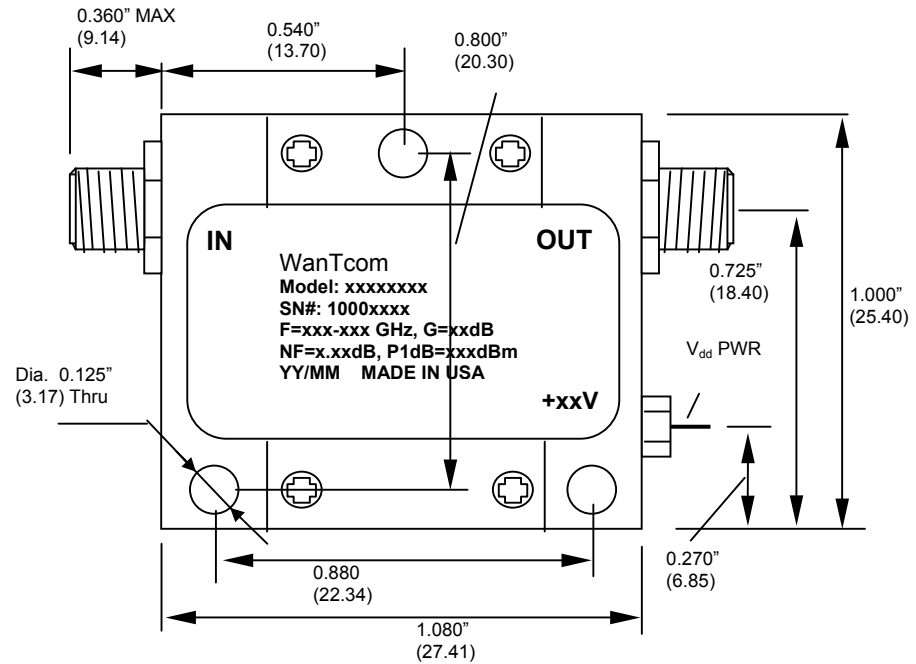 0.360” MAX
(9.14)
0.540”
(13.70)
0.800”
(20.30)
IN
OUT
WanTcom
Model: xxxxxxxx
SN#: 1000xxxx
F=xxx-xxx GHz, G=xxdB
NF=x.xxdB, P1dB=xxxdBm
YY/MM MADE IN USA
+xxV
0.725”
(18.40)
1.000”
(25.40)
Vdd PWR
Dia. 0.125”
(3.17) Thru
0.270”
(6.85)
0.880
(22.34)
1.080”
(27.41)